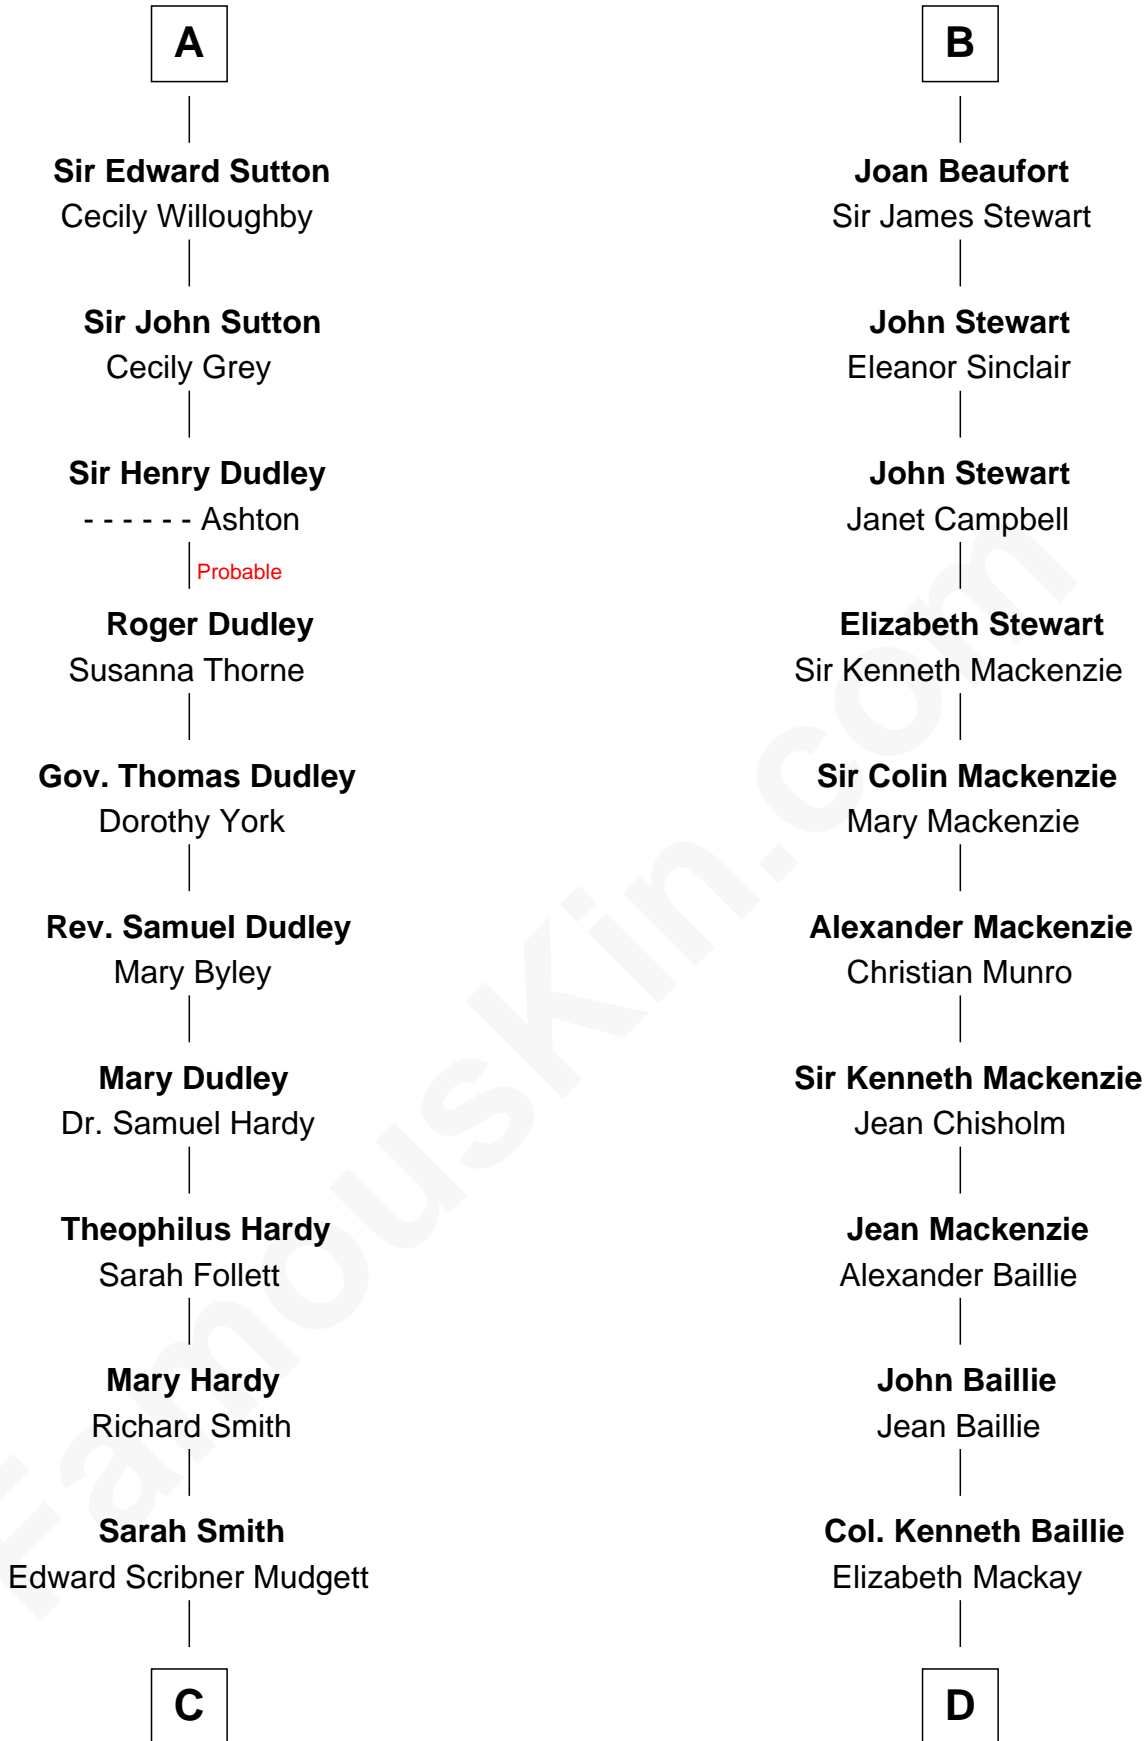 A
Sir Edward Sutton
Cecily Willoughby
Sir John Sutton
Cecily Grey
Sir Henry Dudley
- - - - - - Ashton
Probable
Roger Dudley
Susanna Thorne
Gov. Thomas Dudley
Dorothy York
Rev. Samuel Dudley
Mary Byley
Mary Dudley
Dr. Samuel Hardy
Theophilus Hardy
Sarah Follett
Mary Hardy
Richard Smith
Sarah Smith
Edward Scribner Mudgett
C
B
Joan Beaufort
Sir James Stewart
John Stewart
Eleanor Sinclair
John Stewart
Janet Campbell
Elizabeth Stewart
Sir Kenneth Mackenzie
Sir Colin Mackenzie
Mary Mackenzie
Alexander Mackenzie
Christian Munro
Sir Kenneth Mackenzie
Jean Chisholm
Jean Mackenzie
Alexander Baillie
John Baillie
Jean Baillie
Col. Kenneth Baillie
Elizabeth Mackay
D
FamousKin.com